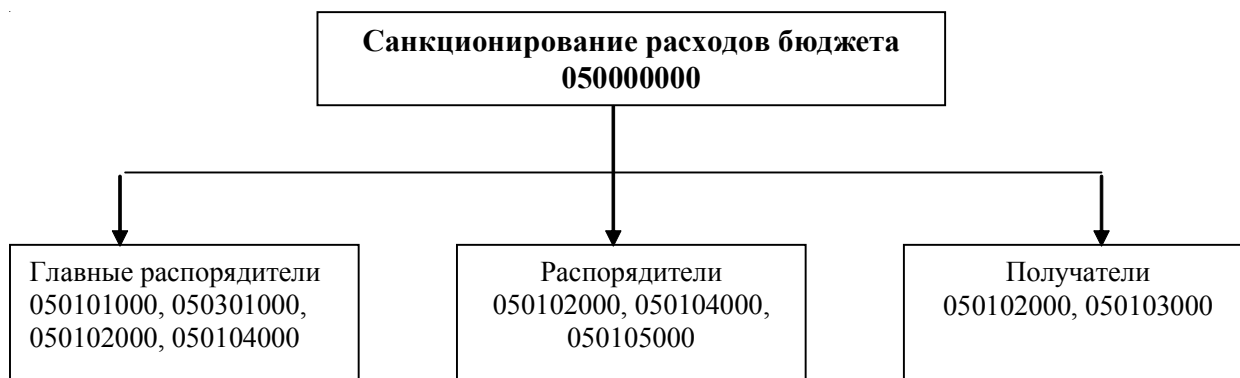 Санкционирование расходов бюджета
050000000
Главные распорядители
050101000, 050301000,
050102000, 050104000
Распорядители
050102000, 050104000,
050105000
Получатели
050102000, 050103000